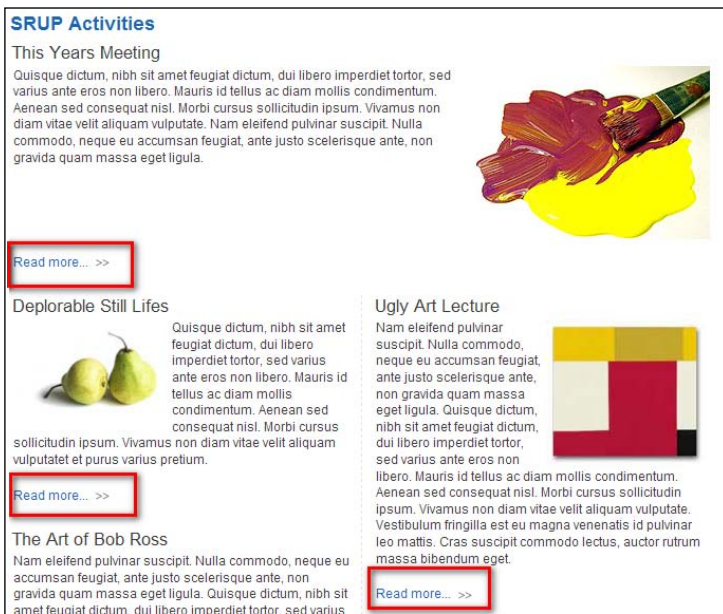 SRUP Activities
This Years Meeting
Quisque dictum, nibh sit amet feugiat dictum, dui libero imperdiet tortor, sed
varius ante eros non libero. Mauris id tellus ac diam mollis condimentum.
Aenean sed consequat nisl. Morbi cursus sollicitudin ipsum. Vivamus non
diam vitae velit aliquam vulputate. Nam eleifend pulvinar suscipit. Nulla
commodo, neque eu accumsan feugiat, ante justo scelerisque ante, non
gravida quam massa eget ligula.
Read more... >>
Deplorable Still Lifes
Quisque dictum, nibh sit amet
feugiat dictum, dui libero
imperdiet tortor, sed varius
ante eros non libero. Mauris id
tellus ac diam mollis
condimentum. Aenean sed
consequat nisl. Morbi cursus
sollicitudin ipsum. Vivamus non diam vitae velit aliquam
vulputatet et purus varius pretium.
Read more... >>
The Art of Bob Ross
Nam eleifend pulvinar suscipit. Nulla commodo, neque eu
accumsan feugiat, ante justo scelerisque ante, non
gravida quam massa eget ligula. Quisque dictum, nibh sit
amet feugiat dictum, dui libero imperdiet tortor, sed varius
Ugly Art Lecture
Nam eleifend pulvinar
suscipit. Nulla commodo,
neque eu accumsan feugiat,
ante justo scelerisque ante,
non gravida quam massa
eget ligula. Quisque dictum,
nibh sit amet feugiat dictum,
dui libero imperdiet tortor,
sed varius ante eros non
libero. Mauris id tellus ac diam mollis condimentum.
Aenean sed consequat nisl. Morbi cursus sollicitudin
ipsum. Vivamus non diam vitae velit aliquam vulputate.
Vestibulum fringilla est eu magna venenatis id pulvinar
leo mattis. Cras suscipit commodo lectus, auctor rutrum
massa bibendum eget.
Read more... >>